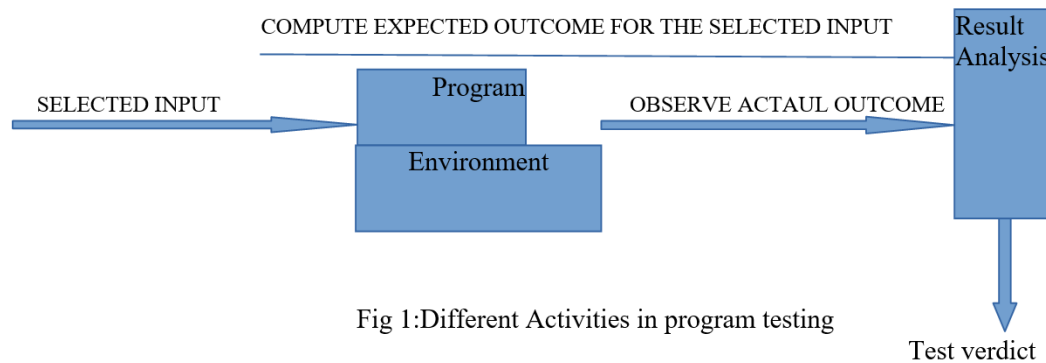 COMPUTE EXPECTED OUTCOME FOR THE SELECTED INPUT
Result
Analysis
Program
SELECTED INPUT
OBSERVE ACTAUL OUTCOME
Environment
Fig 1:Different Activities in program testing
Test verdict